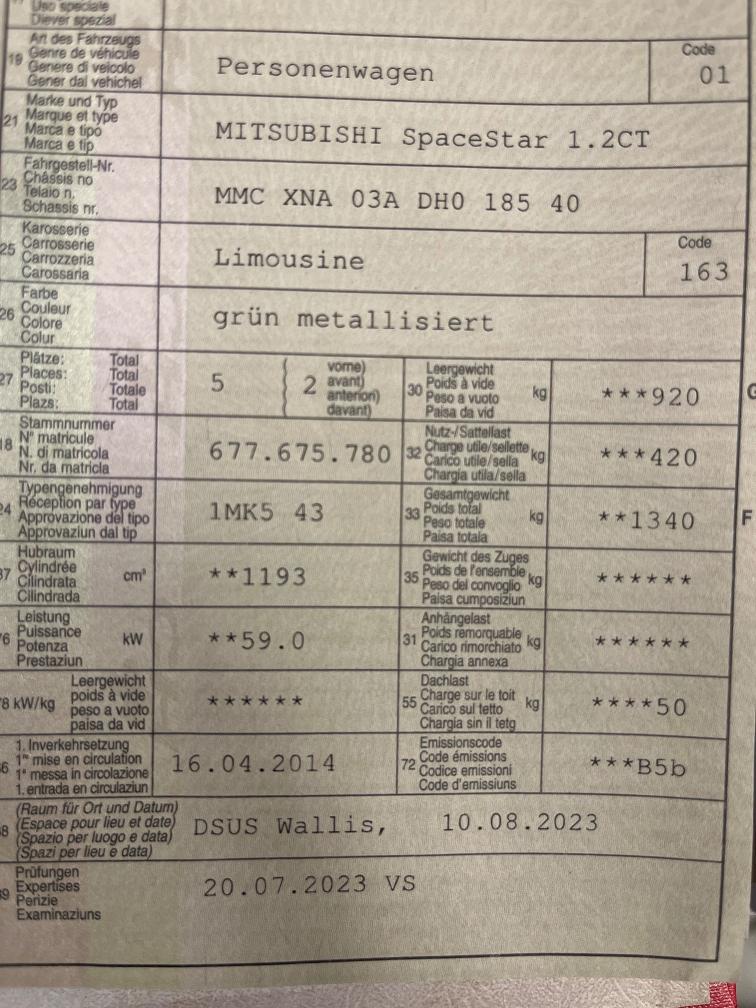 Uso speciale
Diever spezial
19 Art des Fahrzeugs
Genre de véhicule
Genere di veicolo
Gener dal vehichel
Personenwagen
Code
01
21 Marke und Typ
Marque et type
Marca e tipo
Marca e tip
MITSUBISHI SpaceStar 1.2CT
23 Fahrgestell-Nr.
Châssis no
Telaio n.
Schassis nr.
MMC XNA 03A DH0 185 40
25 Karosserie
Carrosserie
Carrozzeria
Carossaria
Limousine
Code
163
26 Farbe
Couleur
Colore
Colur
grün metallisiert
27 Plätze: Total
Places: Total
Posti: Totale
Plazs: Total
5
2 vorne)
avant)
anteriori)
davant)
30 Leergewicht
Poids à vide
Peso a vuoto
Paisa da vid
kg
***920
G
18 Stammnummer
N° matricule
N. di matricola
Nr. da matricla
677.675.780
32 Nutz-/Sattellast
Charge utile/sellette
Carico utile/sella
Chargia utila/sella
kg
***420
24 Typengenehmigung
Réception par type
Approvazione del tipo
Approvaziun dal tip
1MK5 43
33 Gesamtgewicht
Poids total
Peso totale
Paisa totala
kg
**1340
F
37 Hubraum
Cylindrée
Cilindrata
Cilindrada
cm³
**1193
35 Gewicht des Zuges
Poids de l'ensemble
Peso del convoglio
Paisa cumposiziun
kg
******
76 Leistung
Puissance
Potenza
Prestaziun
kW
**59.0
31 Anhängelast
Poids remorquable
Carico rimorchiato
Chargia annexa
kg
******
78 kW/kg Leergewicht
poids à vide
peso a vuoto
paisa da vid
******
55 Dachlast
Charge sur le toit
Carico sul tetto
Chargia sin il tetg
kg
****50
36 1. Inverkehrsetzung
1re mise en circulation
1a messa in circolazione
1. entrada en circulaziun
16.04.2014
72 Emissionscode
Code émissions
Codice emissioni
Code d'emissiuns
***B5b
38 (Raum für Ort und Datum)
(Espace pour lieu et date)
(Spazio per luogo e data)
(Spazi per lieu e data)
DSUS Wallis, 10.08.2023
39 Prüfungen
Expertises
Perizie
Examinaziuns
20.07.2023 VS